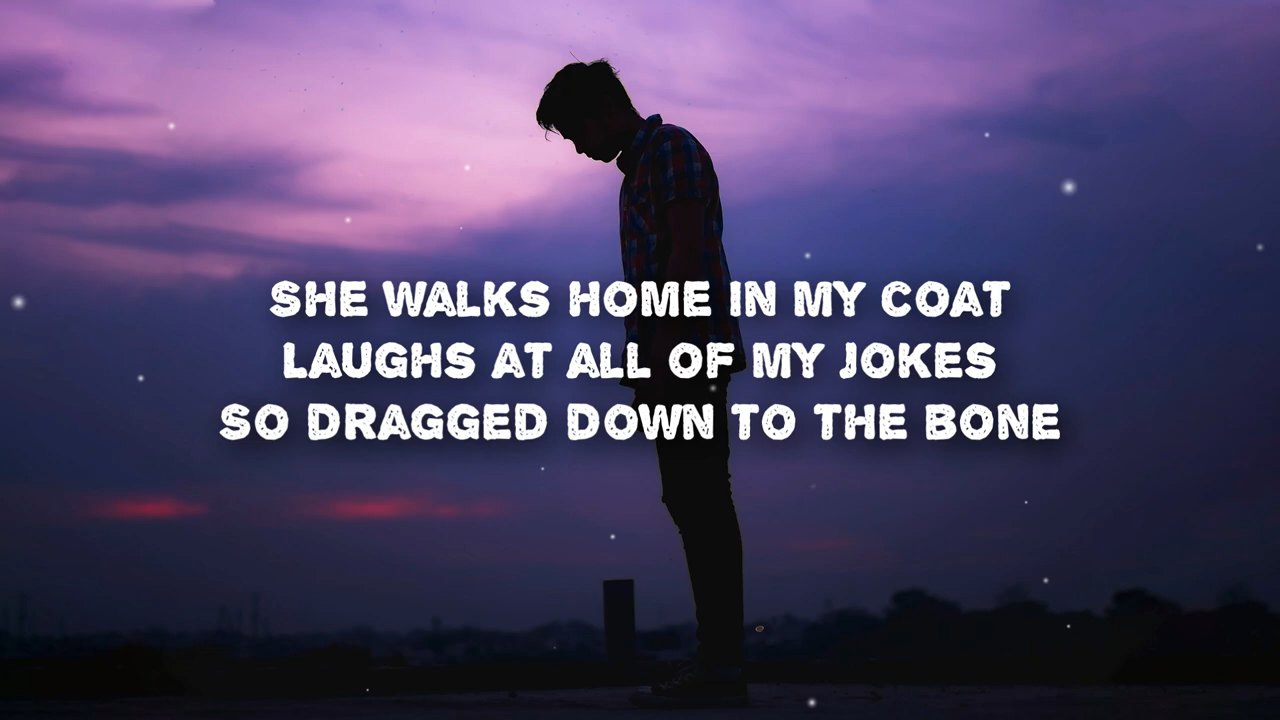 SHE WALKS HOME IN MY COAT
LAUGHS AT ALL OF MY JOKES
SO DRAGGED DOWN TO THE BONE